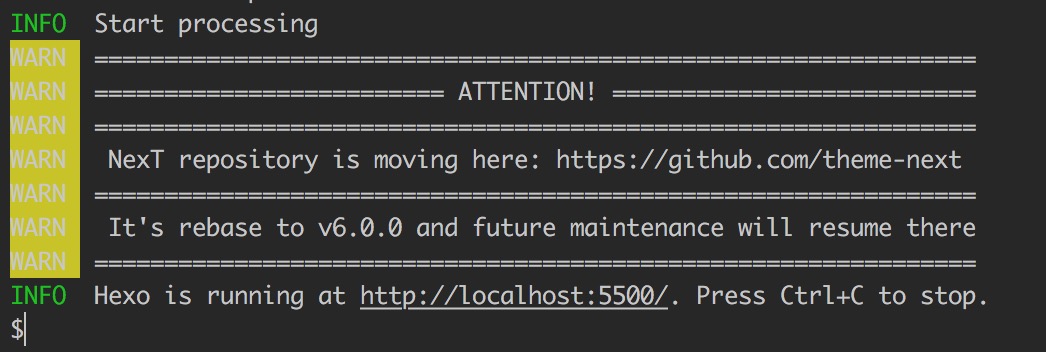 INFO  Start processing
WARN  ===============================================================
WARN  ========================= ATTENTION! ==========================
WARN  ===============================================================
WARN   NexT repository is moving here: https://github.com/theme-next
WARN  ===============================================================
WARN   It's rebase to v6.0.0 and future maintenance will resume there
WARN  ===============================================================
INFO  Hexo is running at http://localhost:5500/. Press Ctrl+C to stop.
$